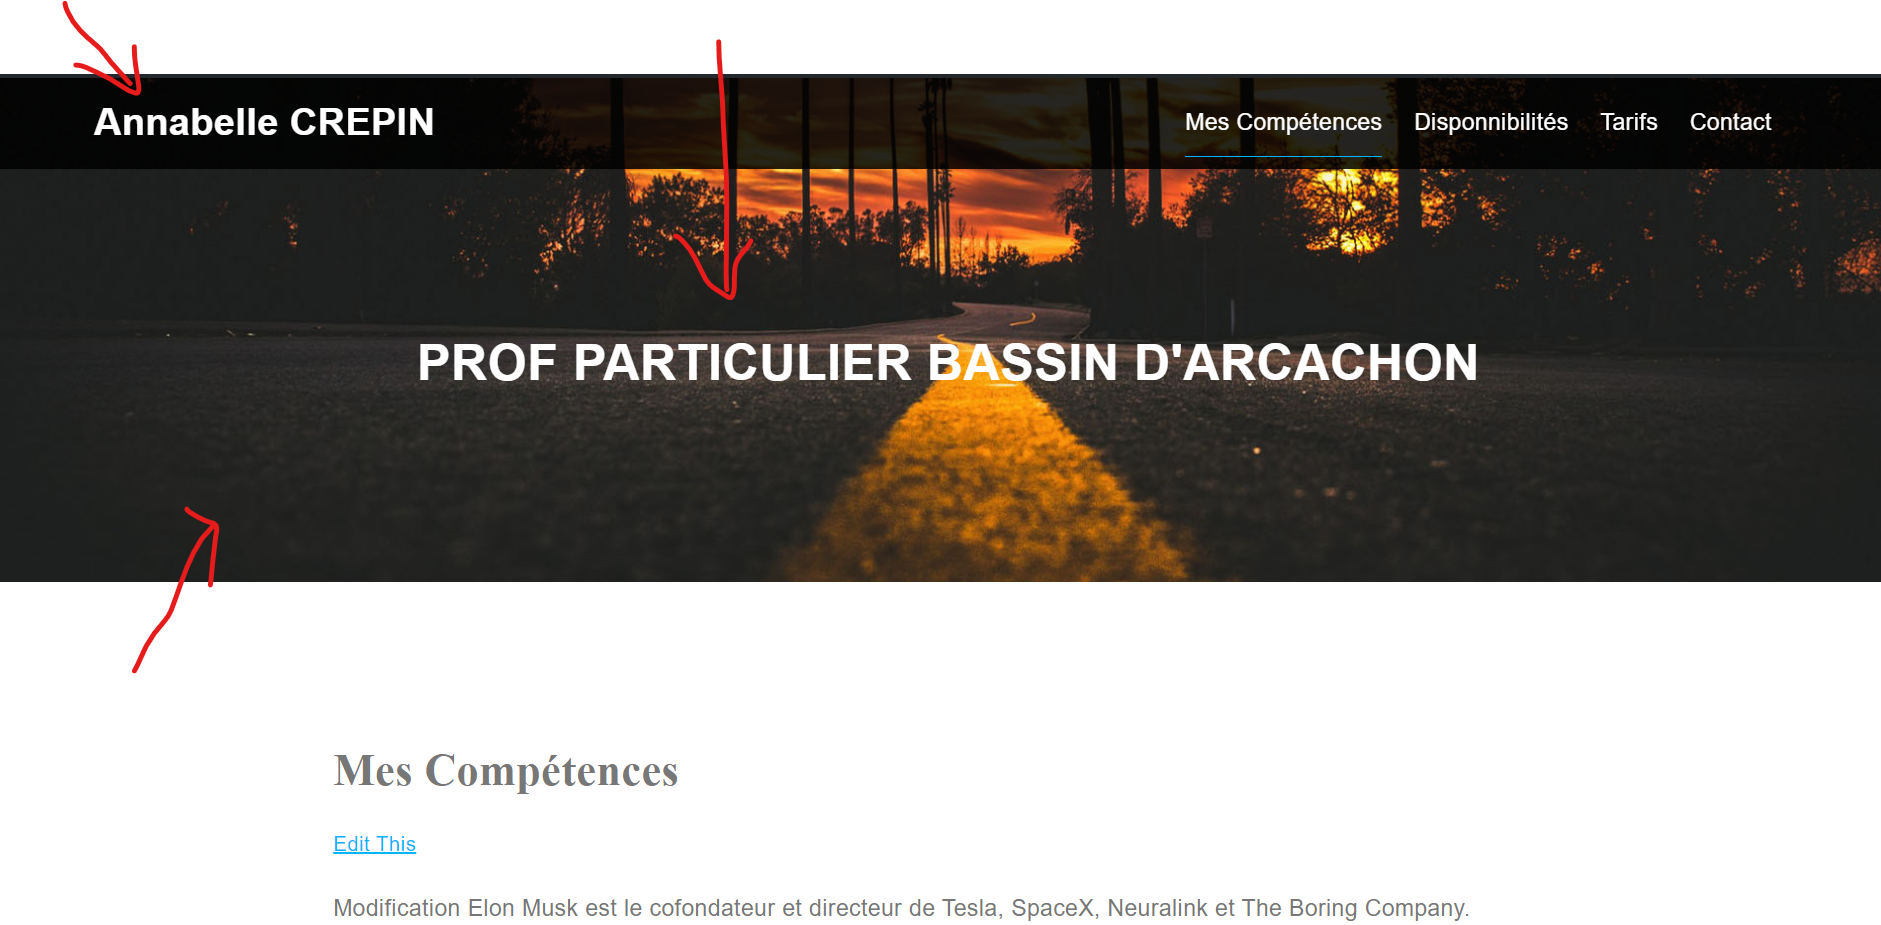 Annabelle CREPIN
Mes Compétences Disponnibilités Tarifs Contact
PROF PARTICULIER BASSIN D'ARCACHON
Mes Compétences
Edit This
Modification Elon Musk est le cofondateur et directeur de Tesla, SpaceX, Neuralink et The Boring Company.